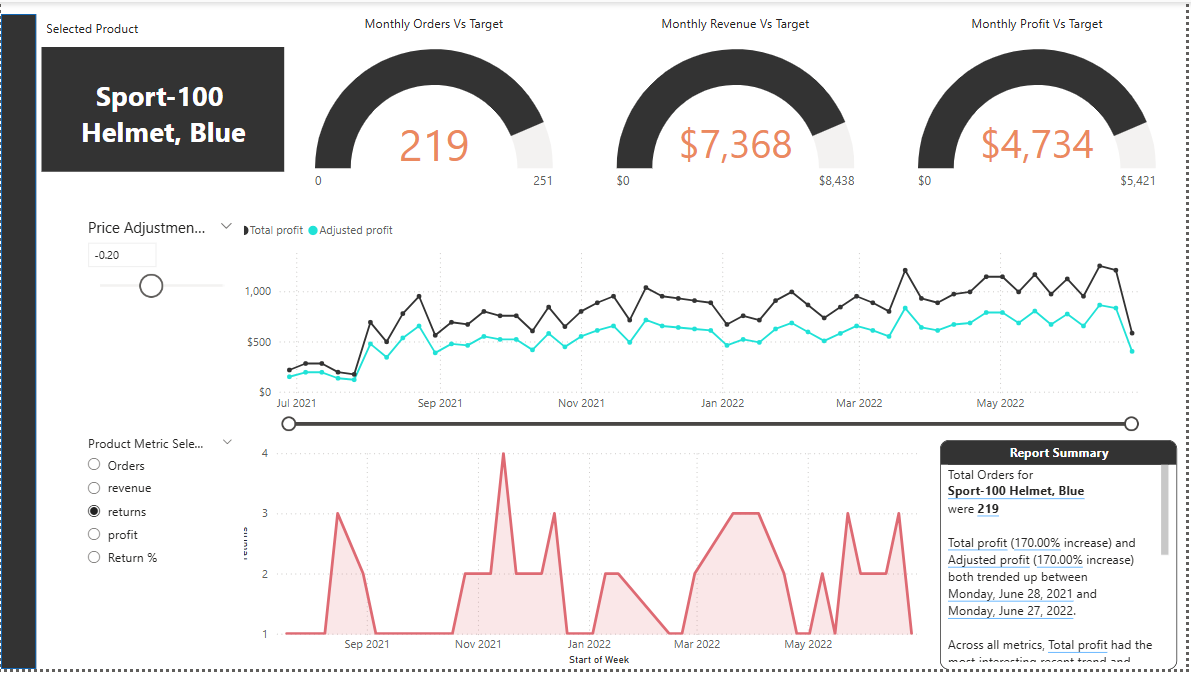 Selected Product
Sport-100
Helmet, Blue
Monthly Orders Vs Target
219
0
251
Monthly Revenue Vs Target
$7,368
$0
$8,438
Monthly Profit Vs Target
$4,734
$0
$5,421
Price Adjustmen...
-0.20
Total profit
Adjusted profit
1,000
$500
$0
Jul 2021
Sep 2021
Nov 2021
Jan 2022
Mar 2022
May 2022
Product Metric Sele...
Orders
revenue
returns
profit
Return %
returns
4
3
2
1
Sep 2021
Nov 2021
Jan 2022
Mar 2022
May 2022
Start of Week
Report Summary
Total Orders for
Sport-100 Helmet, Blue
were 219
Total profit (170.00% increase) and
Adjusted profit (170.00% increase)
both trended up between
Monday, June 28, 2021 and
Monday, June 27, 2022.
Across all metrics, Total profit had the
most interesting recent trend and